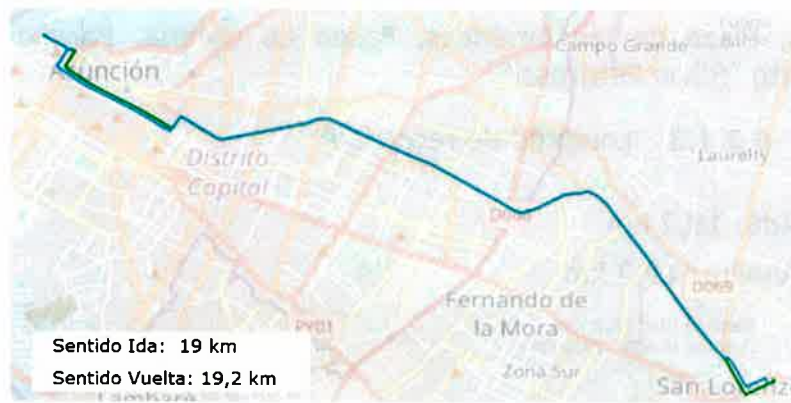 Campo Grande
Asunción
Laurelty
Distrito
Capital
D069
Fernando de
la Mora
PY01
Sentido Ida: 19 km
Zona Sur
Sentido Vuelta: 19,2 km
San Lorenzo
Lambaré